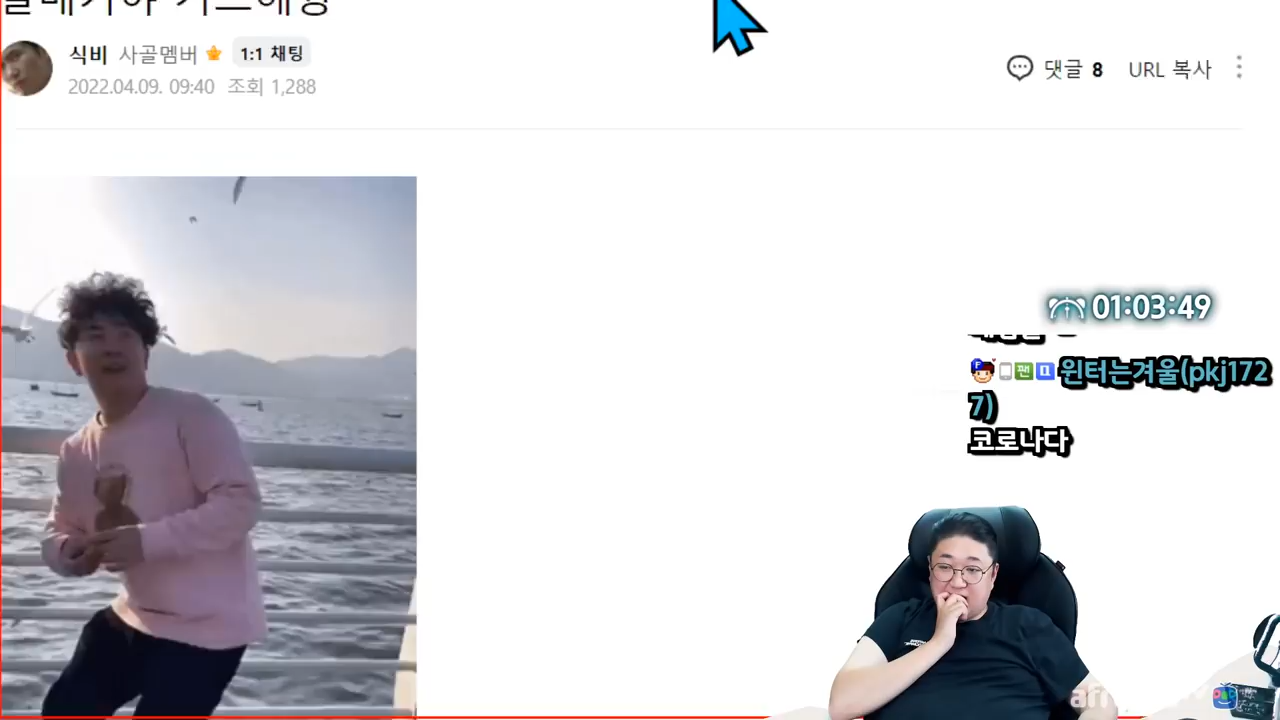 식비 사골멤버 1:1 채팅
2022.04.09. 09:40 조회 1,288
댓글 8 URL 복사
01:03:49
팬
윈터는겨울(pkj172
7)
코로나다